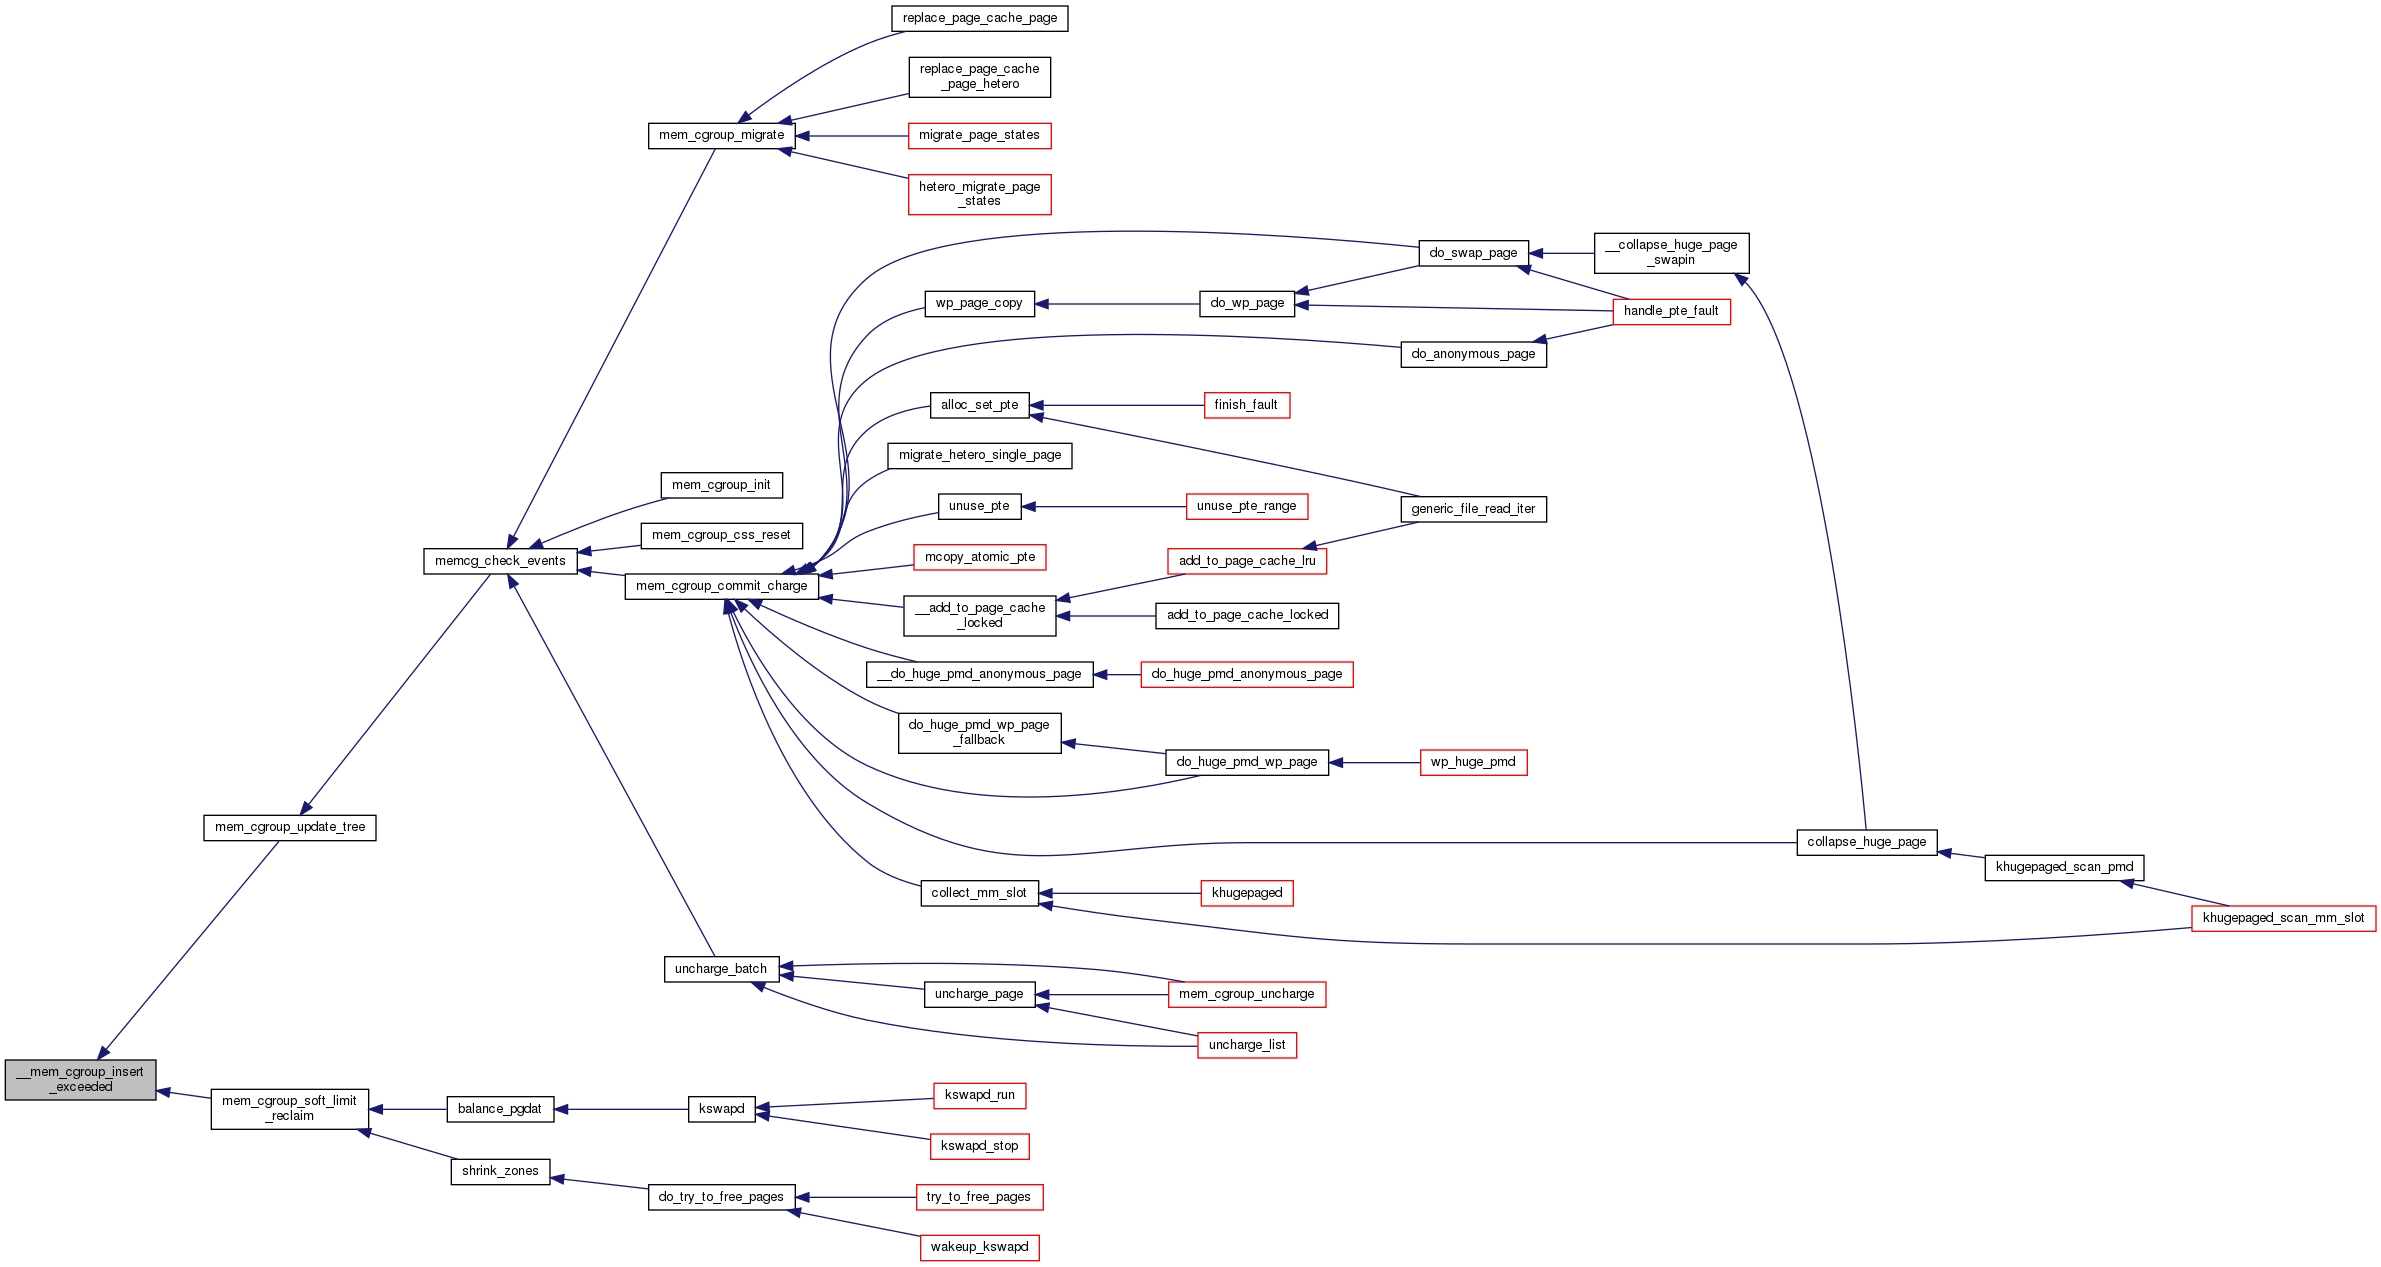 replace_page_cache_page
replace_page_cache
_page_hetero
mem_cgroup_migrate
migrate_page_states
hetero_migrate_page
_states
do_swap_page
__collapse_huge_page
_swapin
wp_page_copy
do_wp_page
handle_pte_fault
do_anonymous_page
alloc_set_pte
finish_fault
migrate_hetero_single_page
mem_cgroup_init
unuse_pte
unuse_pte_range
generic_file_read_iter
mem_cgroup_css_reset
memcg_check_events
mcopy_atomic_pte
add_to_page_cache_lru
mem_cgroup_commit_charge
__add_to_page_cache
_locked
add_to_page_cache_locked
__do_huge_pmd_anonymous_page
do_huge_pmd_anonymous_page
do_huge_pmd_wp_page
_fallback
do_huge_pmd_wp_page
wp_huge_pmd
mem_cgroup_update_tree
collapse_huge_page
khugepaged_scan_pmd
collect_mm_slot
khugepaged
khugepaged_scan_mm_slot
uncharge_batch
uncharge_page
mem_cgroup_uncharge
uncharge_list
__mem_cgroup_insert
_exceeded
mem_cgroup_soft_limit
_reclaim
balance_pgdat
kswapd
kswapd_run
kswapd_stop
shrink_zones
do_try_to_free_pages
try_to_free_pages
wakeup_kswapd